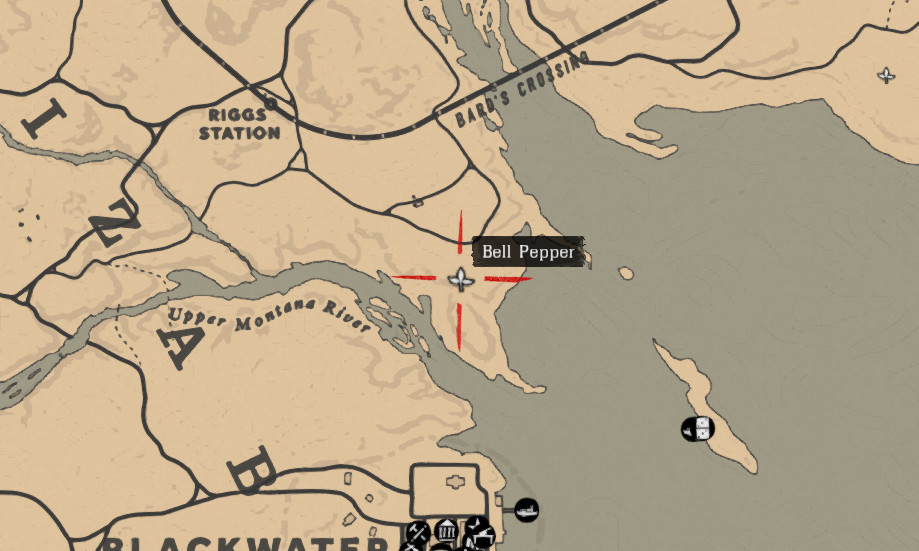 BARD'S CROSSING
RIGGS
STATION
I
Z
Bell Pepper
Upper Montana River
A
B
BLACKWATER